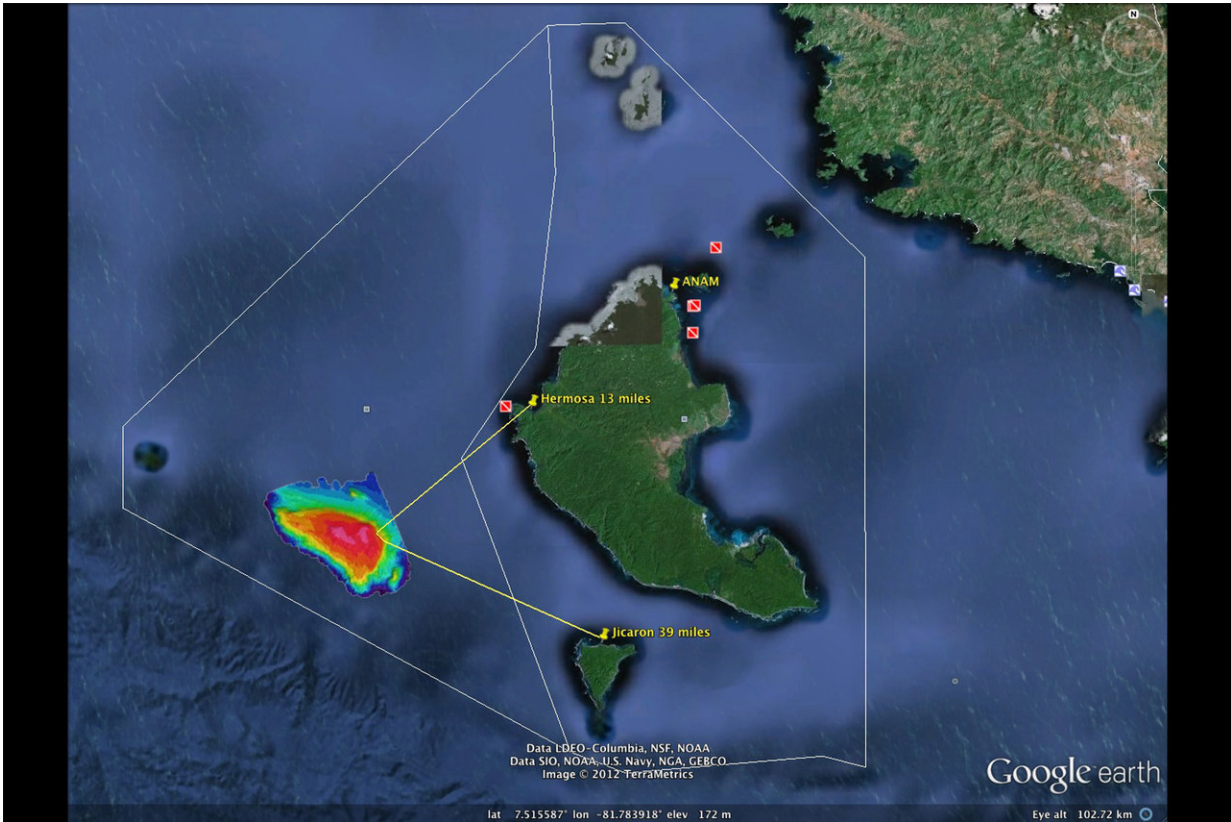 N
ANAM
Hermosa 13 miles
Jicaron 39 miles
Data LDEO-Columbia, NSF, NOAA
Data SIO, NOAA, U.S. Navy, NGA, GEBCO
Image © 2012 TerraMetrics
Google earth
lat 7.515587° lon -81.783918° elev 172 m
Eye alt 102.72 km